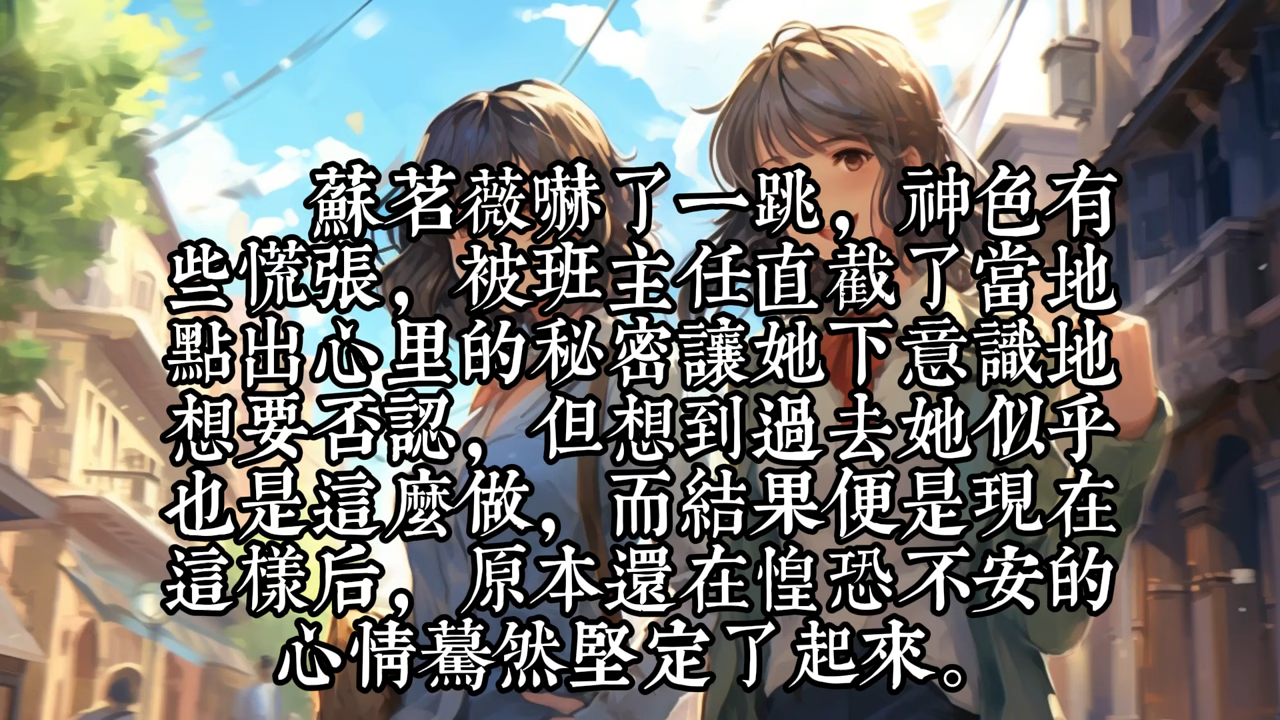 蘇茗薇嚇了一跳，神色有
些慌張，被班主任直截了當地
點出心里的秘密讓她下意識地
想要否認，但想到過去她似乎
也是這麼做，而結果便是現在
這樣后，原本還在惶恐不安的
心情驀然堅定了起來。